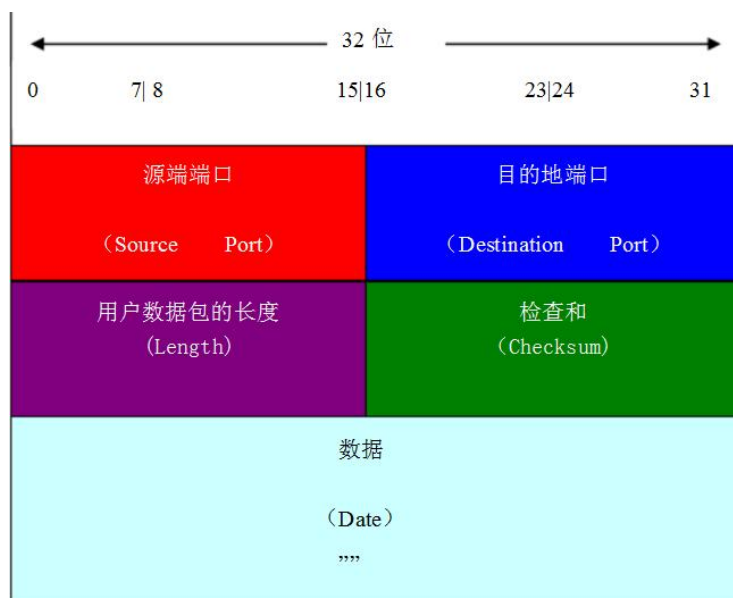 32 位
0 7| 8 15|16 23|24 31
源端端口 目的地端口
（Source Port） （Destination Port）
用户数据包的长度 检查和
(Length) （Checksum)
数据
（Date）
””